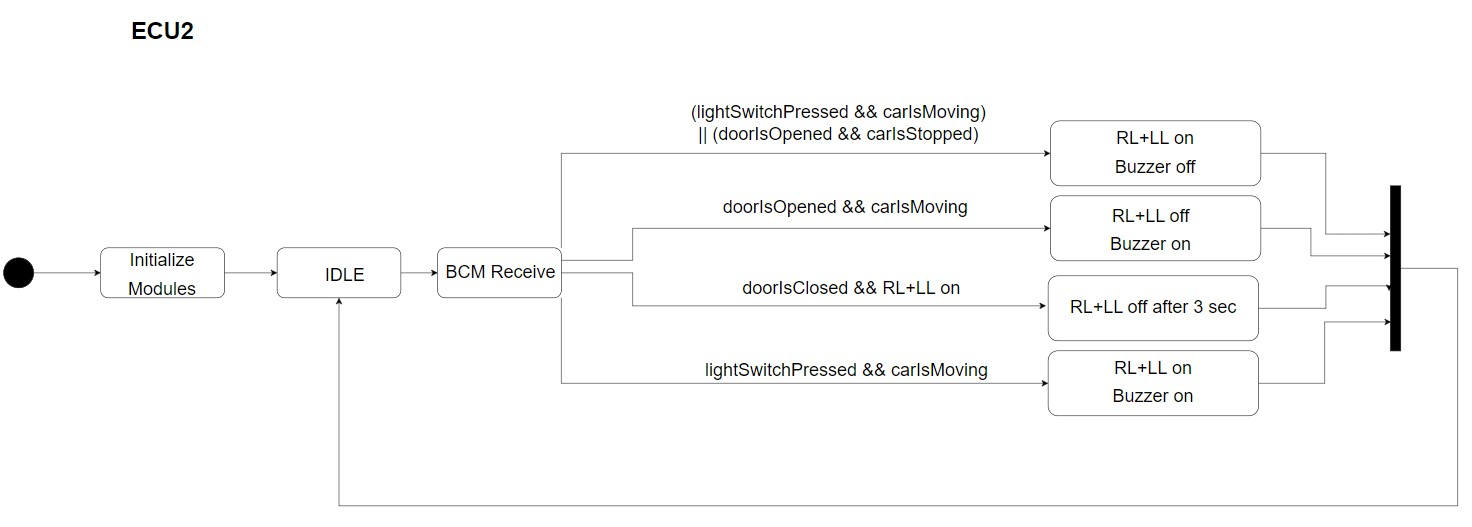 ECU2
(lightSwitchPressed && carIsMoving)
|| (doorIsOpened && carIsStopped)
RL+LL on
Buzzer off
doorIsOpened && carIsMoving
RL+LL off
Buzzer on
Initialize
Modules
IDLE
BCM Receive
doorIsClosed && RL+LL on
RL+LL off after 3 sec
lightSwitchPressed && carIsMoving
RL+LL on
Buzzer on